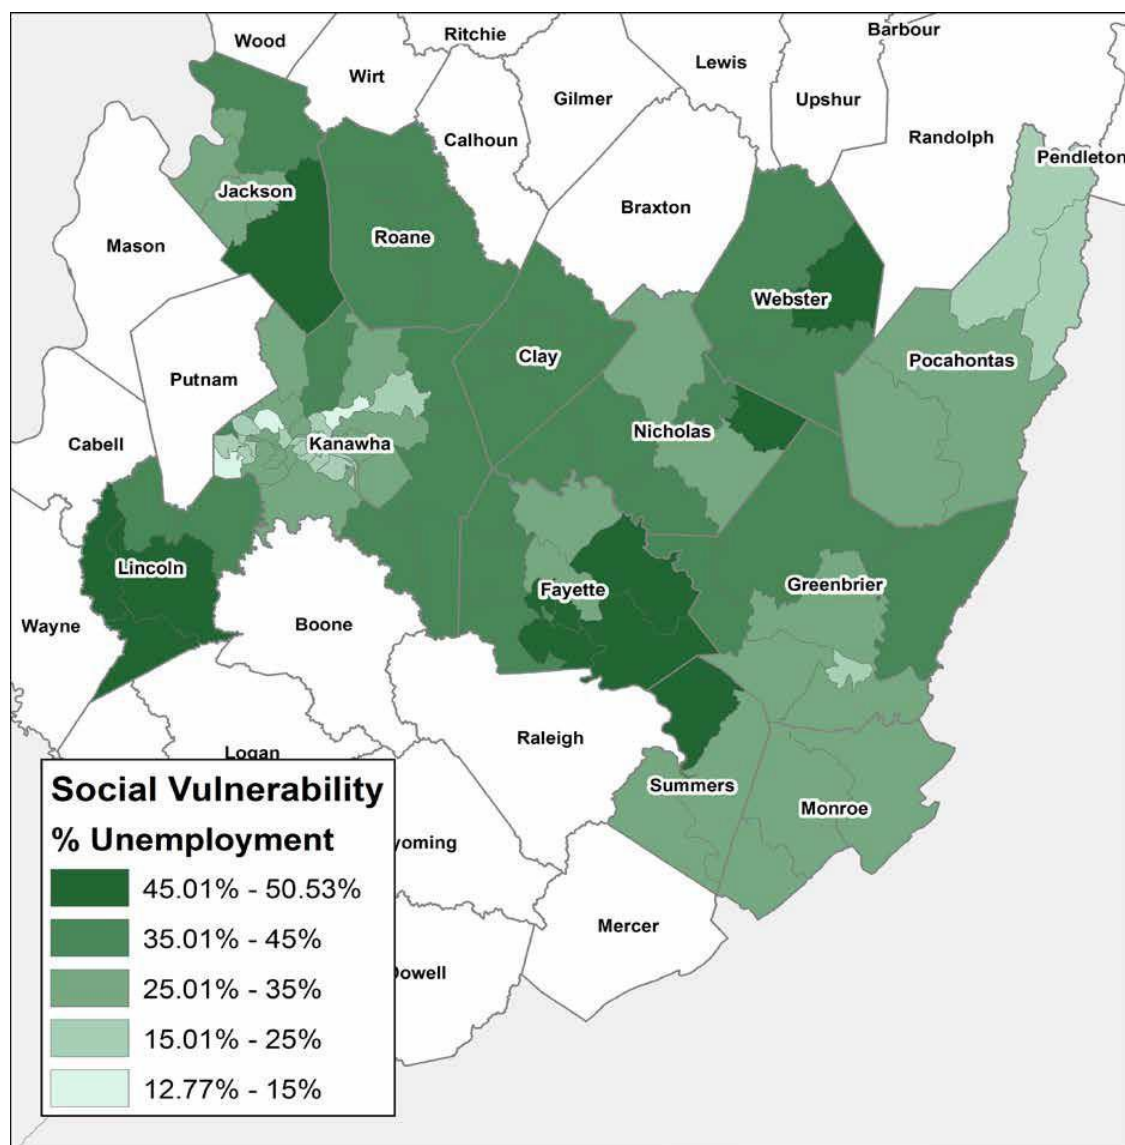 Wood
Ritchie
Barbour
Wirt
Lewis
Gilmer
Upshur
Calhoun
Randolph
Pendleton
Jackson
Braxton
Roane
Mason
Webster
Clay
Pocahontas
Putnam
Nicholas
Cabell
Kanawha
Lincoln
Fayette
Greenbrier
Wayne
Boone
Raleigh
Logan
Summers
Monroe
yoming
Mercer
Dowell
Social Vulnerability
% Unemployment
45.01% - 50.53%
35.01% - 45%
25.01% - 35%
15.01% - 25%
12.77% - 15%